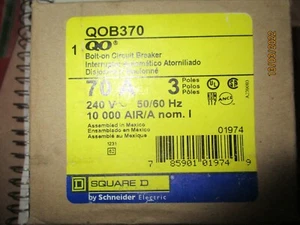 QOB370
1 QO®
Bolt-on Circuit Breaker
Interruptor Automático Atornillado
Disjoncteur Boulonné
70 A 3 Poles
Polos
Pôles
240 V~ 50/60 Hz
10 000 AIR/A nom. I
Assembled in Mexico
Ensamblado en Mexico
Assemblé au Mexique
01974
7 85901 01974 9
SQUARE D
by Schneider Electric